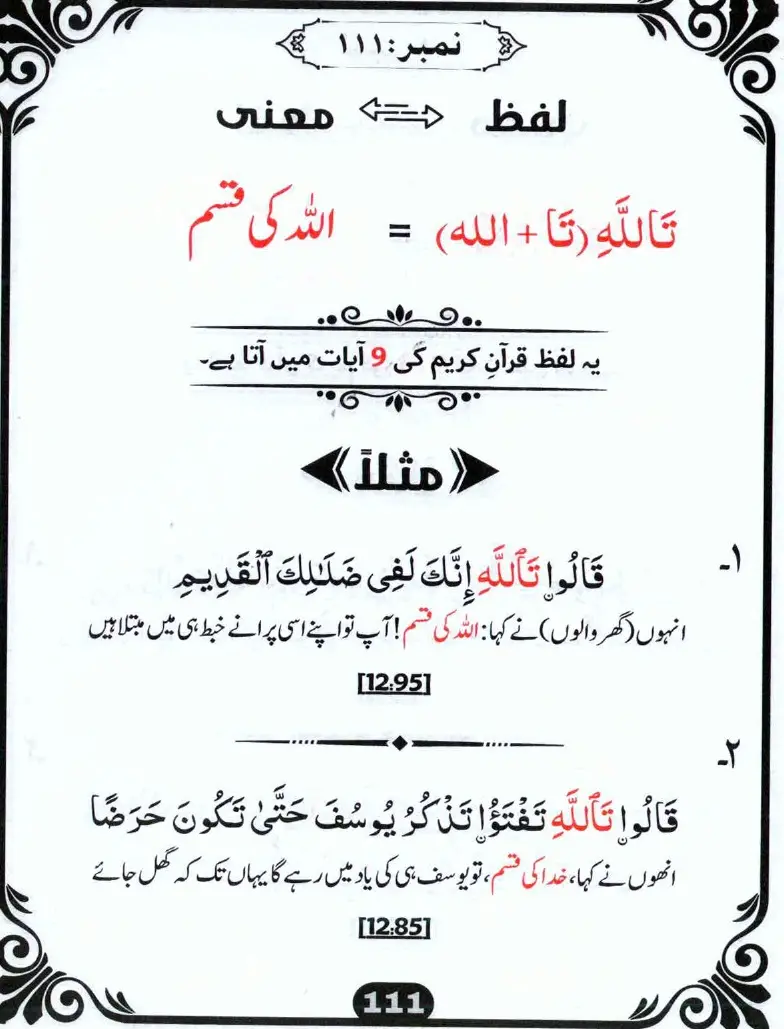 نمبر:۱۱۱
لفظ معنی
تَاللَّهِ (تَا + الله) = اللہ کی قسم
یہ لفظ قرآنِ کریم کی 9 آیات میں آتا ہے۔
مثلاً
۱۔ قَالُوا۟ تَٱللَّهِ إِنَّكَ لَفِى ضَلَـٰلِكَ ٱلْقَدِيمِ
انہوں (گھر والوں) نے کہا: اللہ کی قسم! آپ تو اپنے اسی پرانے خبط ہی میں مبتلا ہیں
[12:95]
۲۔ قَالُوا۟ تَٱللَّهِ تَفْتَؤُا۟ تَذْكُرُ يُوسُفَ حَتَّىٰ تَكُونَ حَرَضًا
انھوں نے کہا، خدا کی قسم، تو یوسف ہی کی یاد میں رہے گا یہاں تک کہ گھل جائے
[12:85]
111